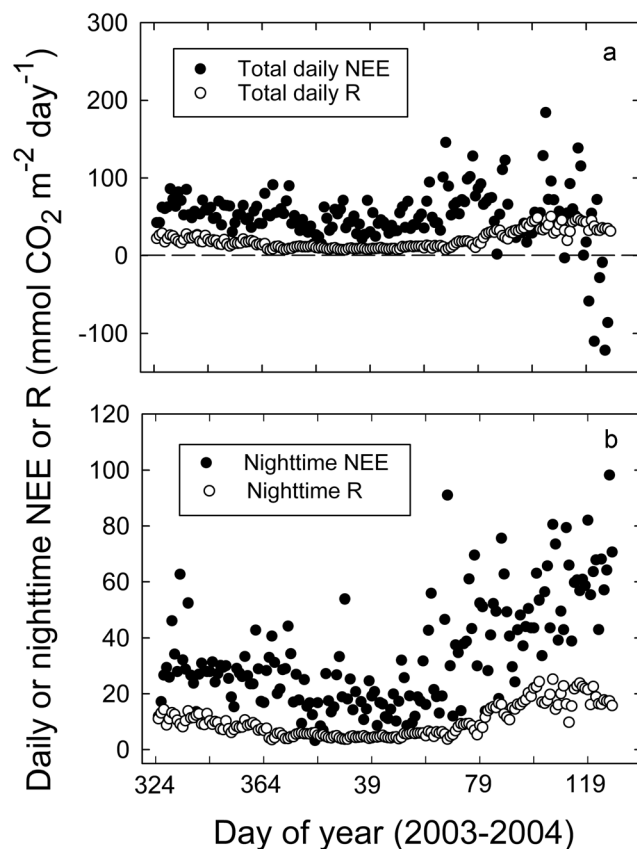 Daily or nighttime NEE or R (mmol CO2 m-2 day-1)
300
a
Total daily NEE
Total daily R
200
100
0
-100
120
b
Nighttime NEE
Nighttime R
100
80
60
40
20
0
324 364 39 79 119
Day of year (2003-2004)